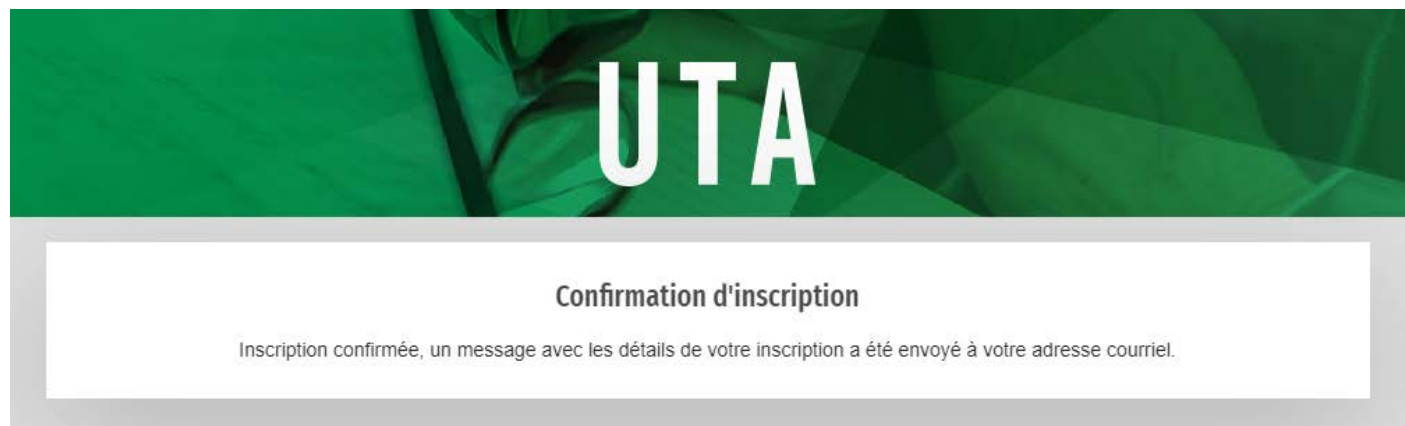 UTA
Confirmation d'inscription
Inscription confirmée, un message avec les détails de votre inscription a été envoyé à votre adresse courriel.